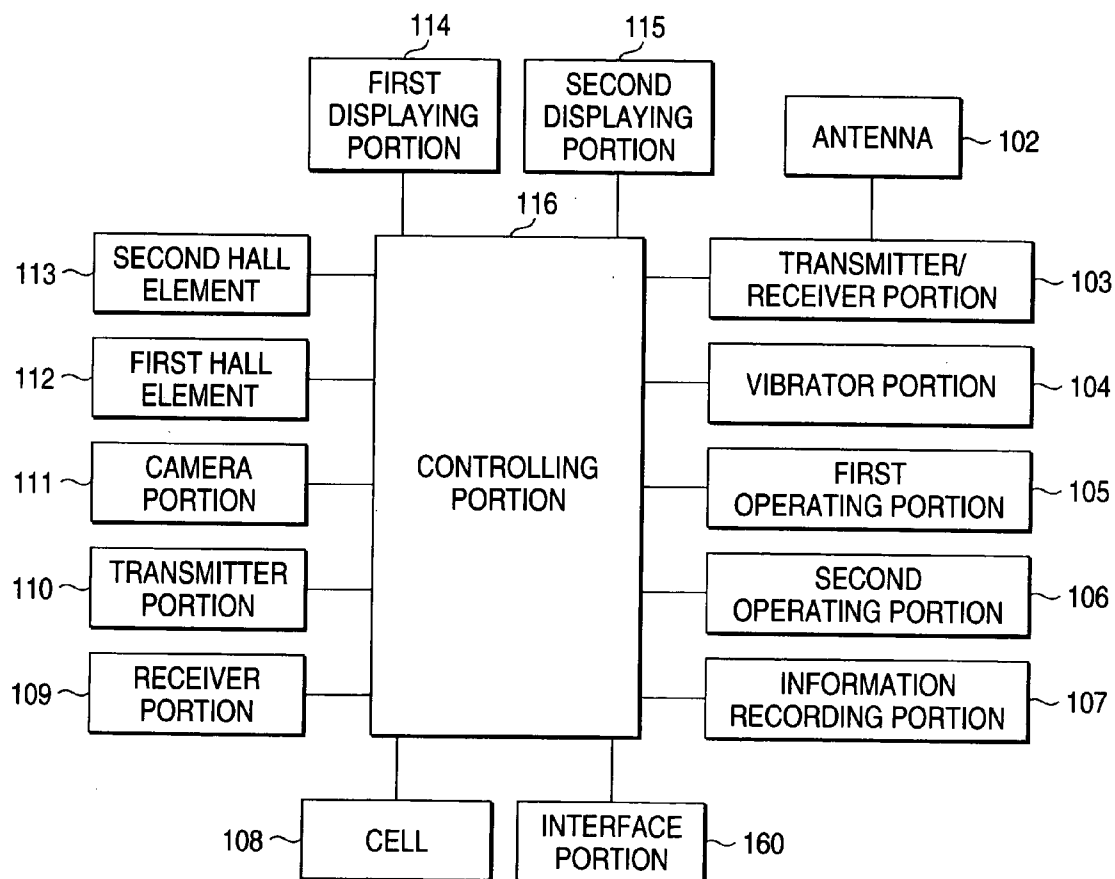 114
115
FIRST
DISPLAYING
PORTION
SECOND
DISPLAYING
PORTION
ANTENNA
102
116
113
SECOND HALL
ELEMENT
TRANSMITTER/
RECEIVER PORTION
103
112
FIRST HALL
ELEMENT
VIBRATOR PORTION
104
111
CAMERA
PORTION
CONTROLLING
PORTION
FIRST
OPERATING PORTION
105
110
TRANSMITTER
PORTION
SECOND
OPERATING PORTION
106
109
RECEIVER
PORTION
INFORMATION
RECORDING PORTION
107
108
CELL
INTERFACE
PORTION
160